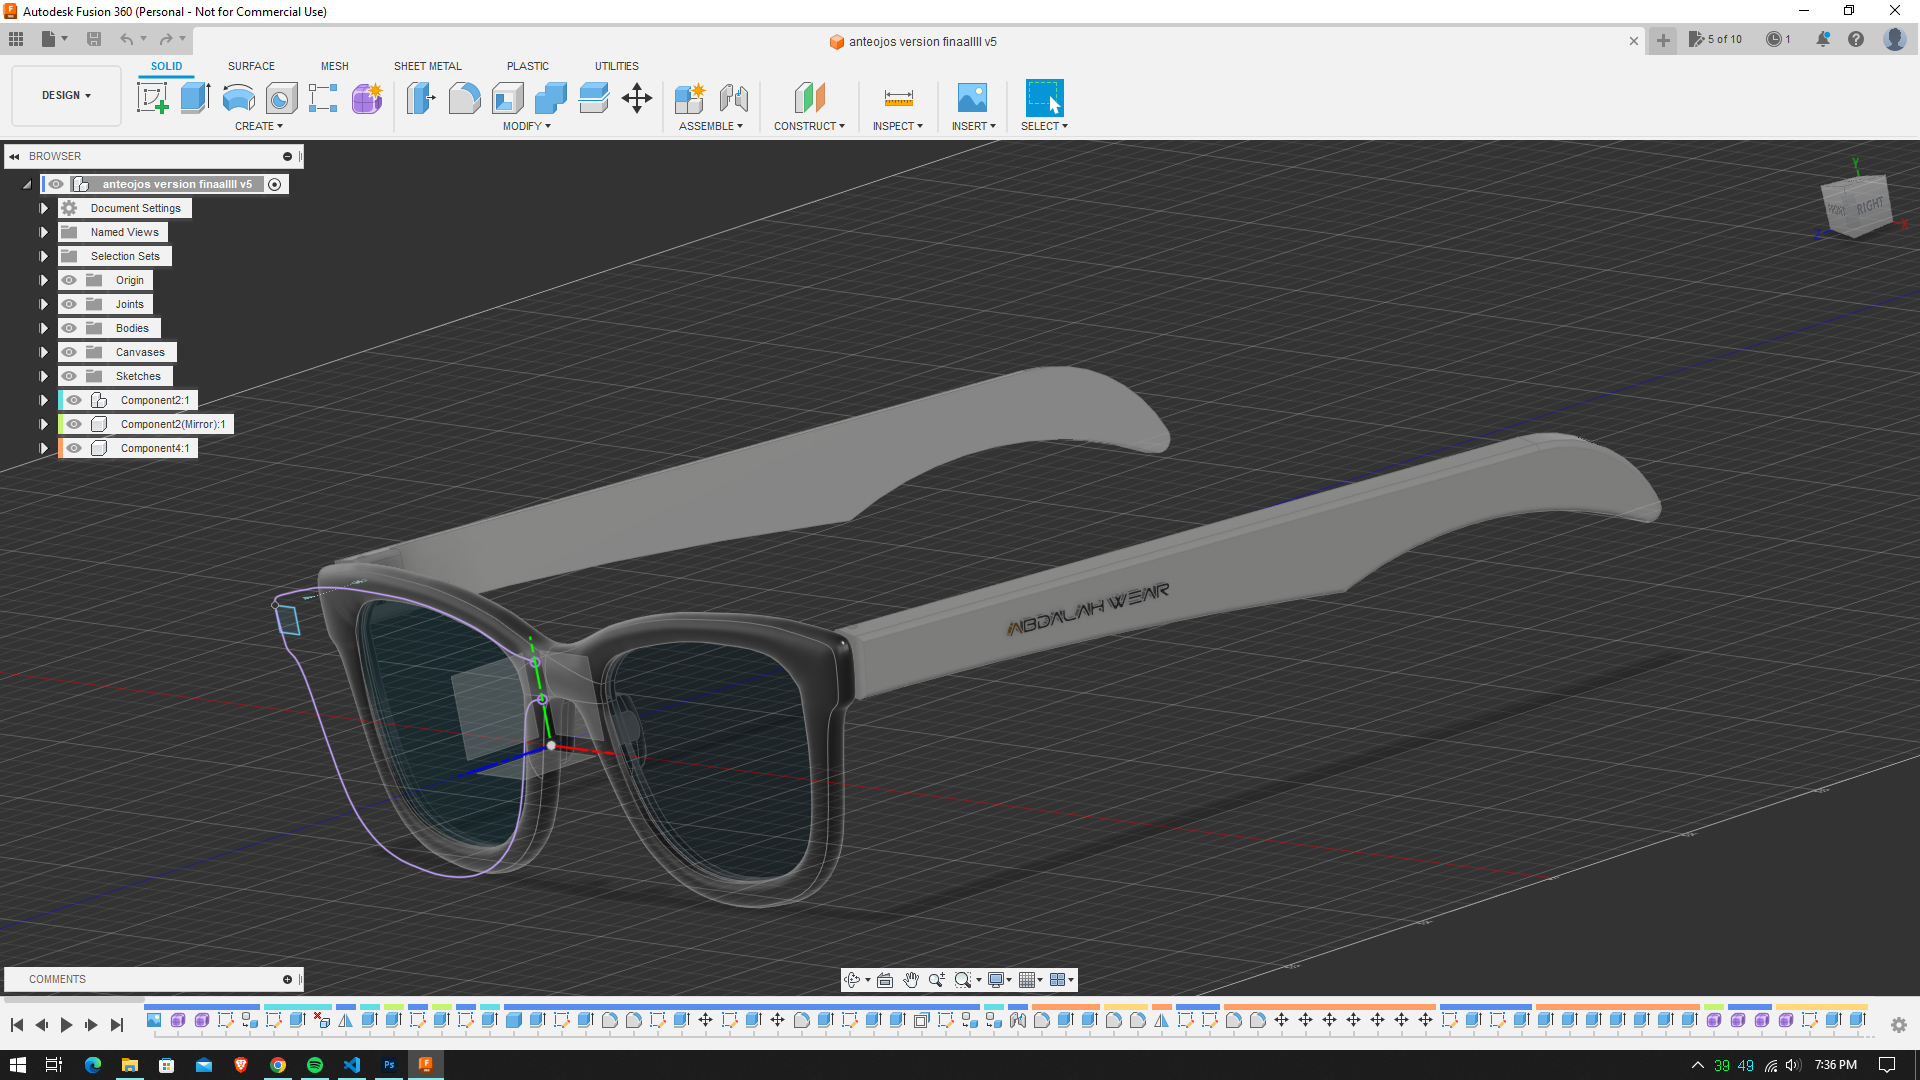 Autodesk Fusion 360 (Personal - Not for Commercial Use)
anteojos version finaallll v5
5 of 10
1
DESIGN
SOLID
SURFACE
MESH
SHEET METAL
PLASTIC
UTILITIES
CREATE
MODIFY
ASSEMBLE
CONSTRUCT
INSPECT
INSERT
SELECT
BROWSER
anteojos version finaallll v5
Document Settings
Named Views
Selection Sets
Origin
Joints
Bodies
Canvases
Sketches
Component2:1
Component2(Mirror):1
Component4:1
Y
FRONT
RIGHT
Z
X
ABDALAH WEAR
COMMENTS
Ps
39
49
7:36 PM